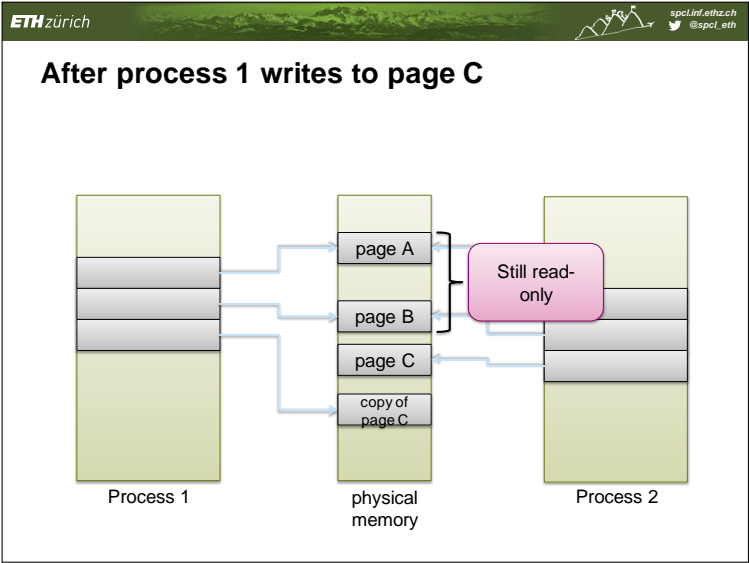 ETH zürich
spcl.inf.ethz.ch
@spcl_eth
After process 1 writes to page C
page A
Still read-
only
page B
page C
copy of
page C
Process 1
physical
memory
Process 2